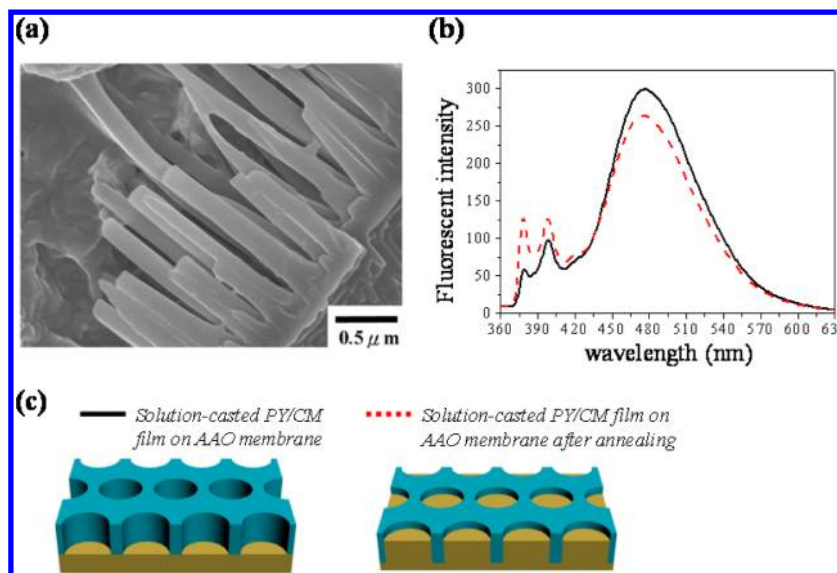 (a)
0.5 μm
(b)
Fluorescent intensity
300
250
200
150
100
50
0
360 390 420 450 480 510 540 570 600 63
wavelength (nm)
(c)
Solution-casted PY/CM
film on AAO membrane
Solution-casted PY/CM film on
AAO membrane after annealing